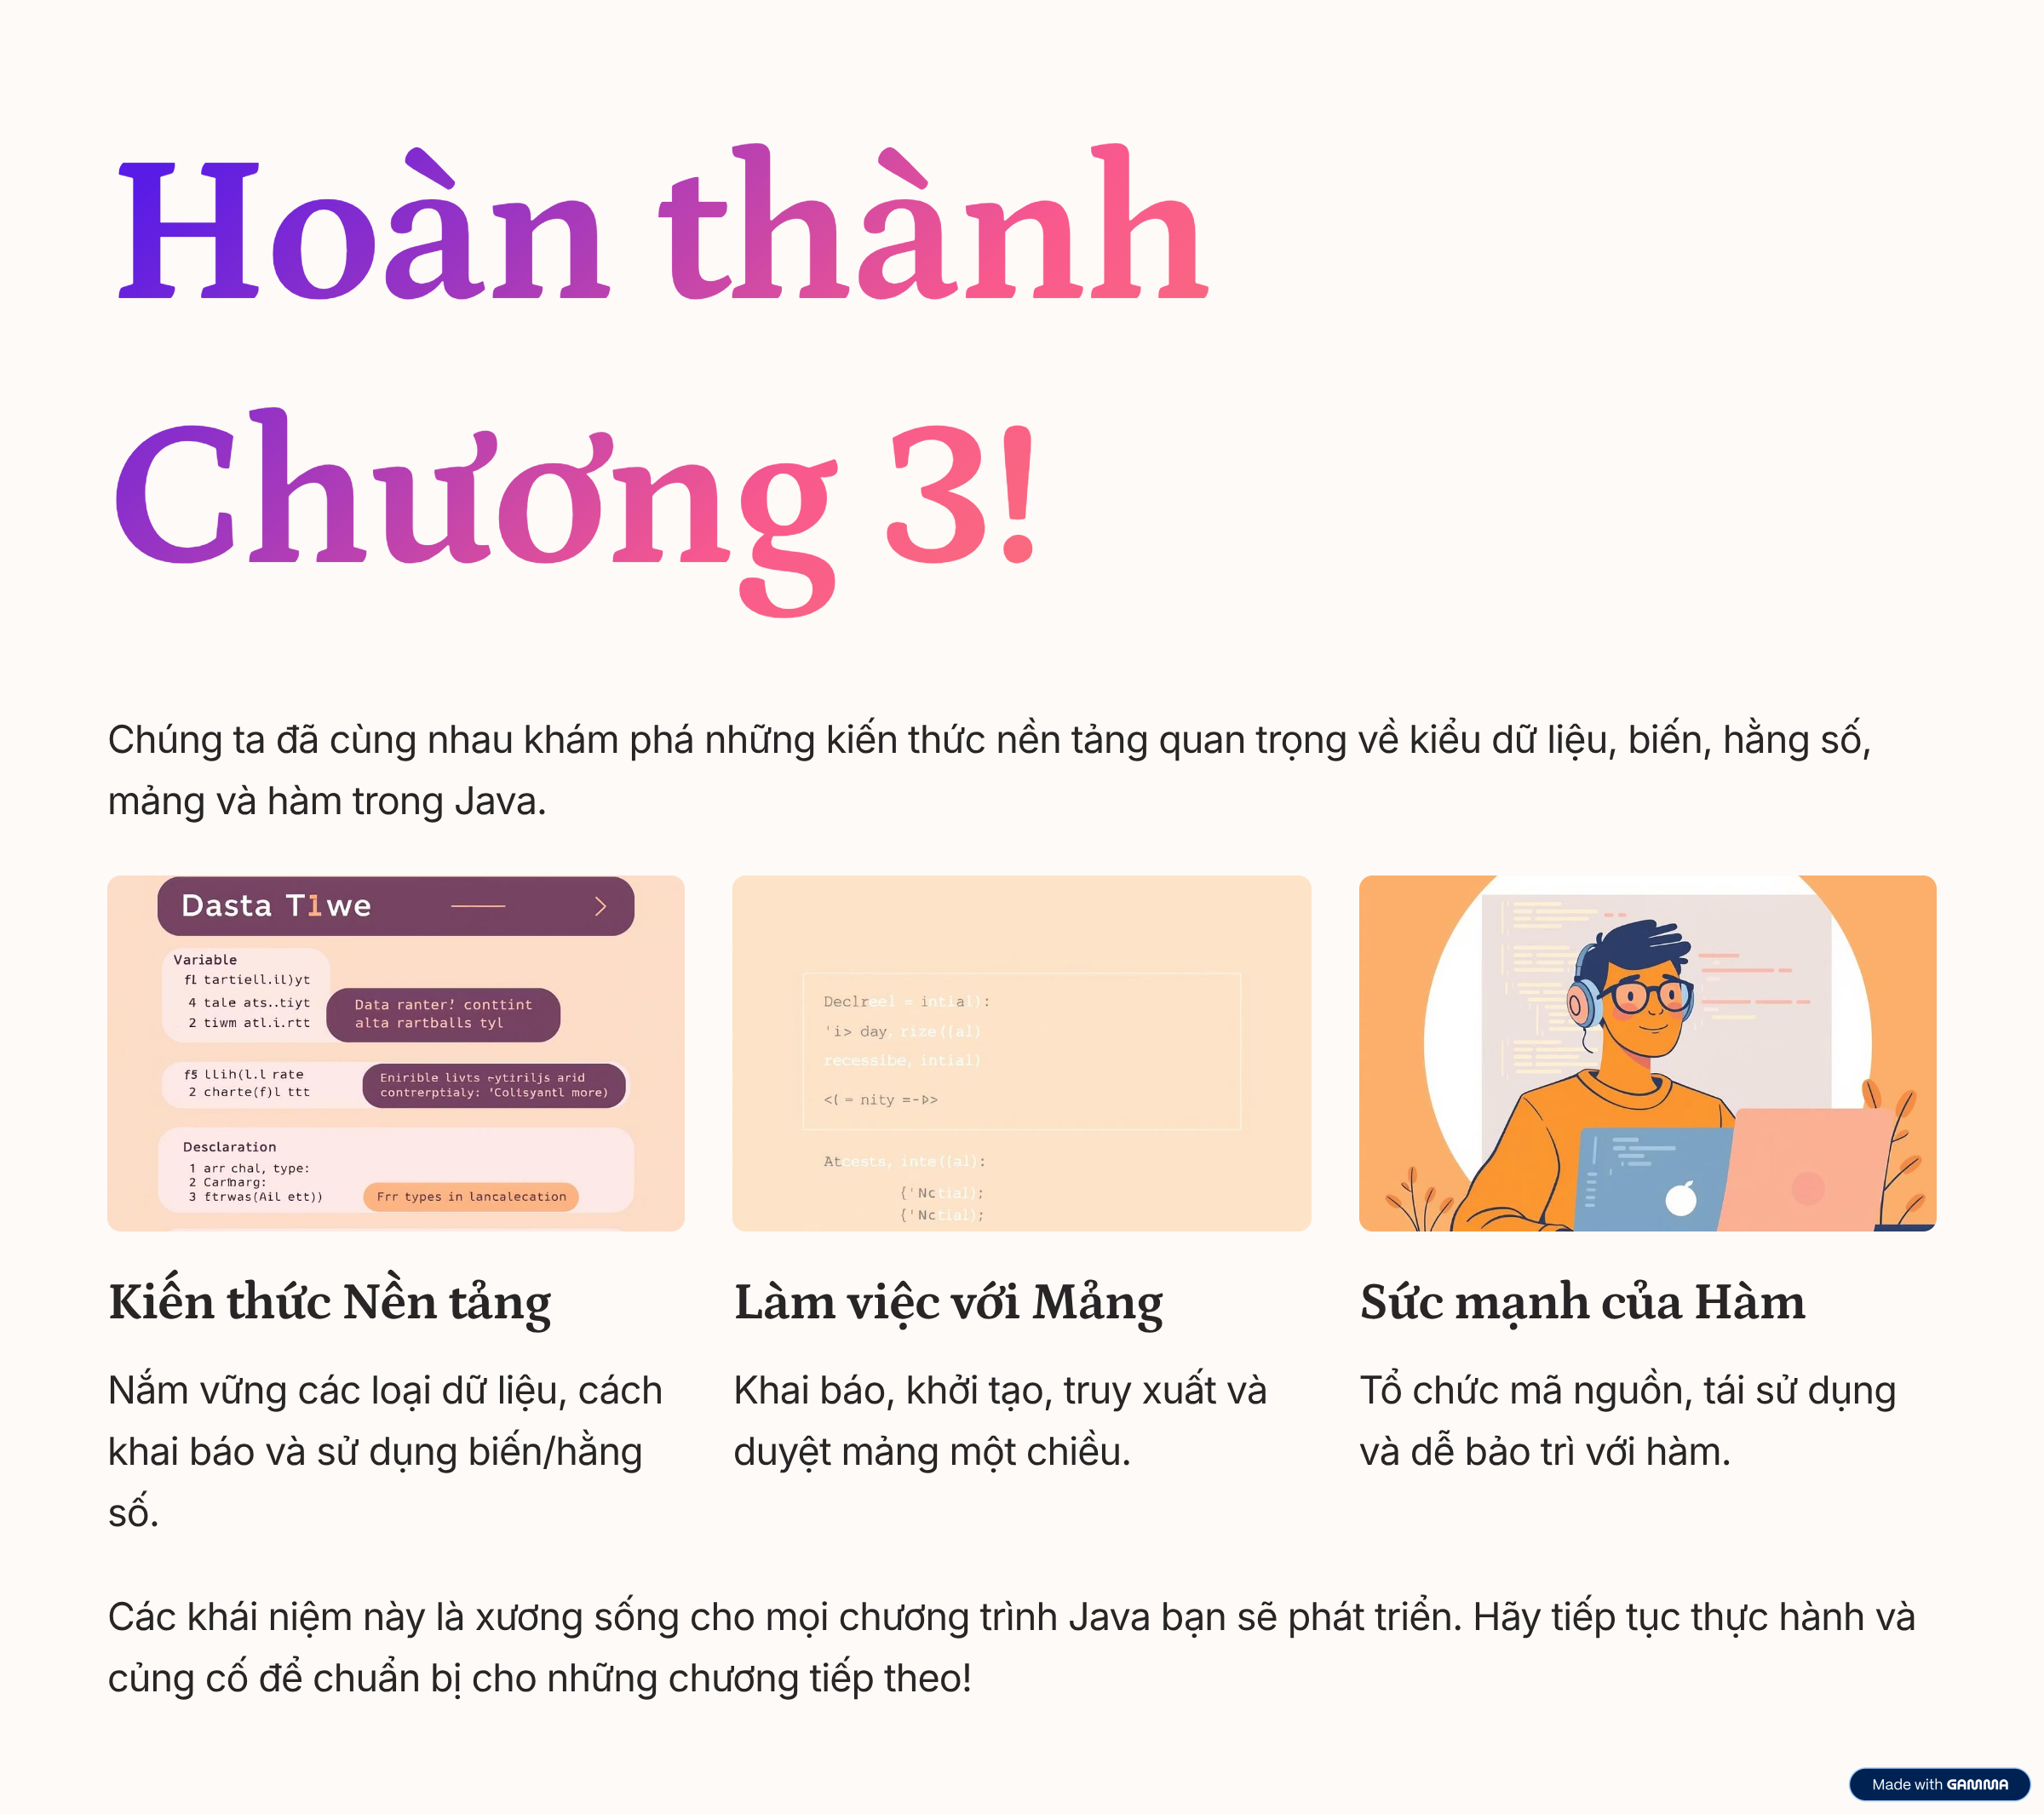 Hoàn thành
Chương 3!
Chúng ta đã cùng nhau khám phá những kiến thức nền tảng quan trọng về kiểu dữ liệu, biến, hằng số,
mảng và hàm trong Java.
Dasta T1we
Variable
fl tartiell.il)yt
4 tale ats..tiyt
2 tiwm atl.i.rtt
Data ranter! conttint
alta rartballs tyl
f5 lLih(l.l rate
2 charte(f)l ttt
Enirible livts
arid
contrerptialy: 'Colisyantl more)
Desclaration
1 arr chal, type:
2 Carmarg:
3 ftrwas(Ail ett))
Frr types in lancalecation
Declreel = intial):
'i> day, rize((al)
recessibe, intial)
<( = nity =->
Atcests, inte((al):
{'Nctial);
{'Nctial);
Kiến thức Nền tảng
Nắm vững các loại dữ liệu, cách
khai báo và sử dụng biến/hằng
số.
Làm việc với Mảng
Khai báo, khởi tạo, truy xuất và
duyệt mảng một chiều.
Sức mạnh của Hàm
Tổ chức mã nguồn, tái sử dụng
và dễ bảo trì với hàm.
Các khái niệm này là xương sống cho mọi chương trình Java bạn sẽ phát triển. Hãy tiếp tục thực hành và
củng cố để chuẩn bị cho những chương tiếp theo!
Made with GAMMA